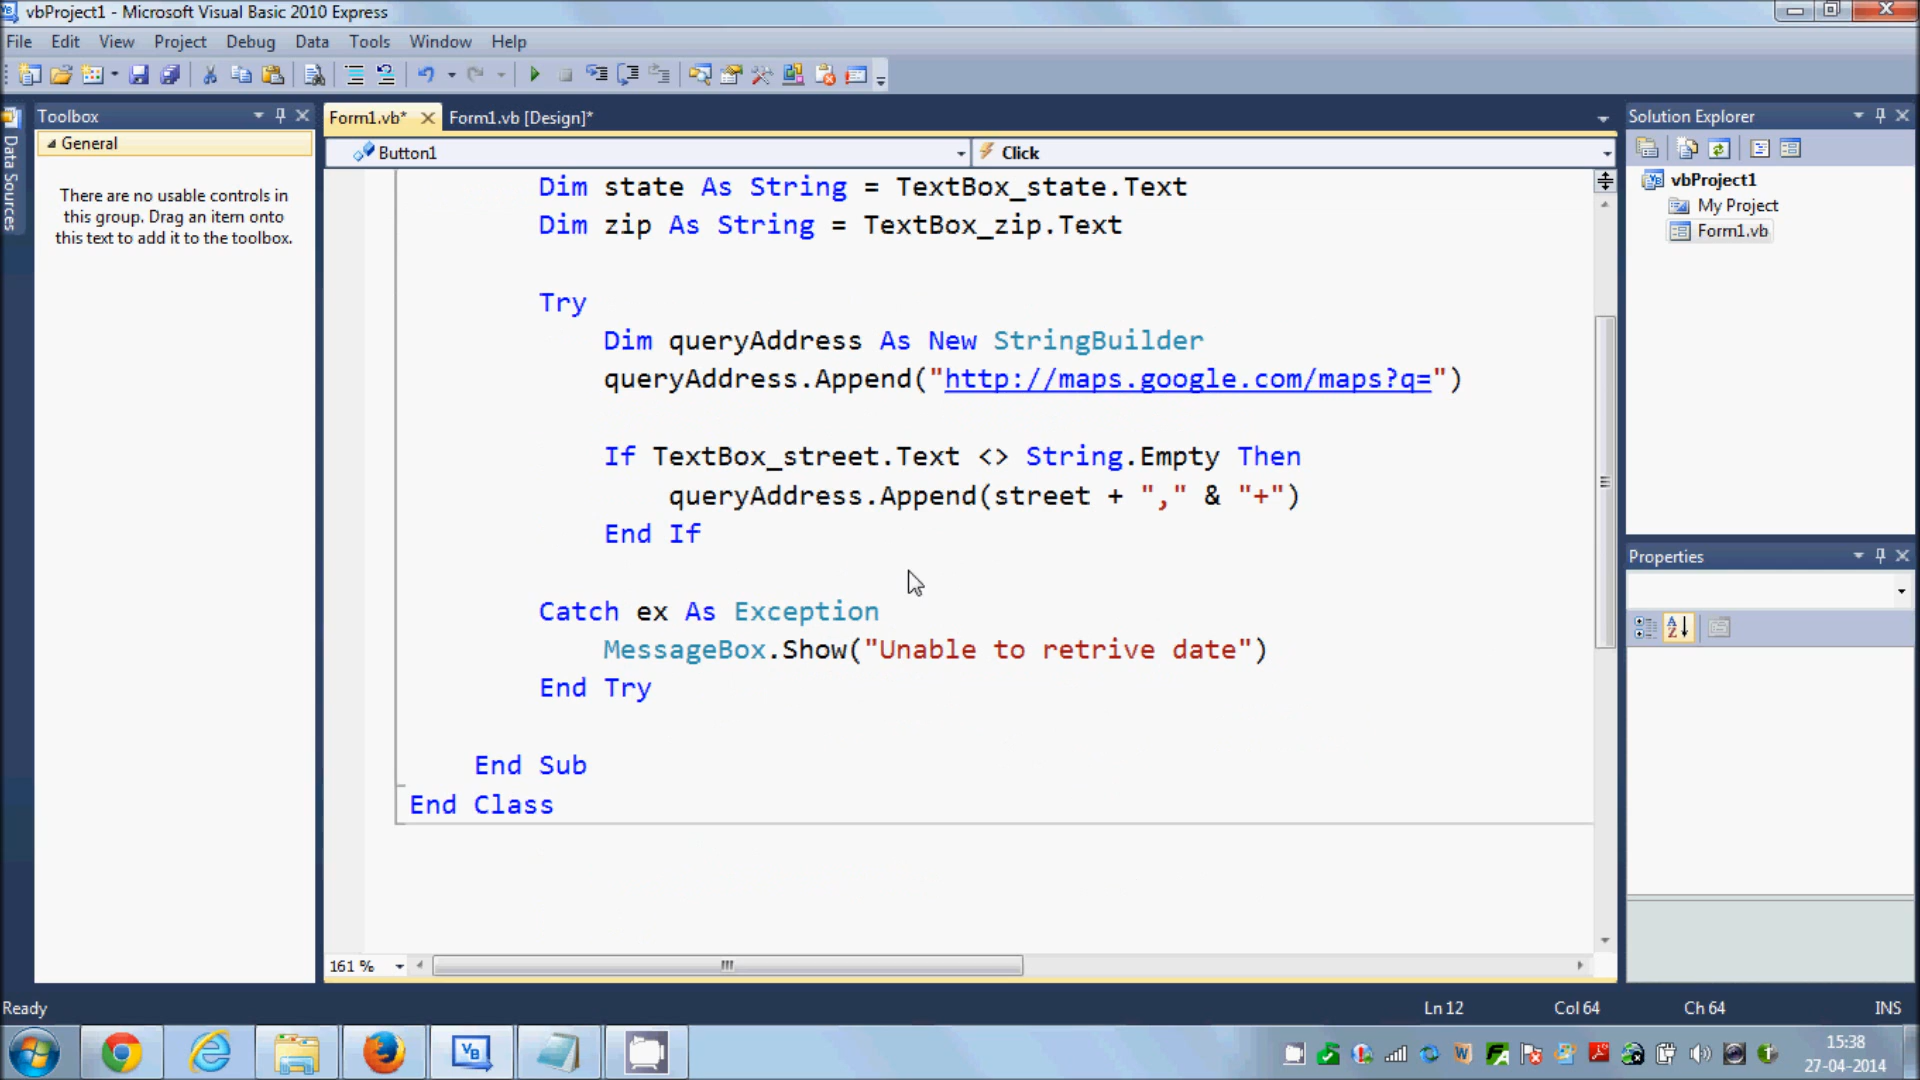 vbProject1 - Microsoft Visual Basic 2010 Express
File Edit View Project Debug Data Tools Window Help
Data Sources
Toolbox
General
There are no usable controls in
this group. Drag an item onto
this text to add it to the toolbox.
Form1.vb* Form1.vb [Design]*
Button1 Click
Dim state As String = TextBox_state.Text
Dim zip As String = TextBox_zip.Text
Try
Dim queryAddress As New StringBuilder
queryAddress.Append("http://maps.google.com/maps?q=")
If TextBox_street.Text <> String.Empty Then
queryAddress.Append(street + "," & "+")
End If
Catch ex As Exception
MessageBox.Show("Unable to retrive date")
End Try
End Sub
End Class
161 %
Solution Explorer
vbProject1
My Project
Form1.vb
Properties
Ready Ln 12 Col 64 Ch 64 INS
15:38
27-04-2014